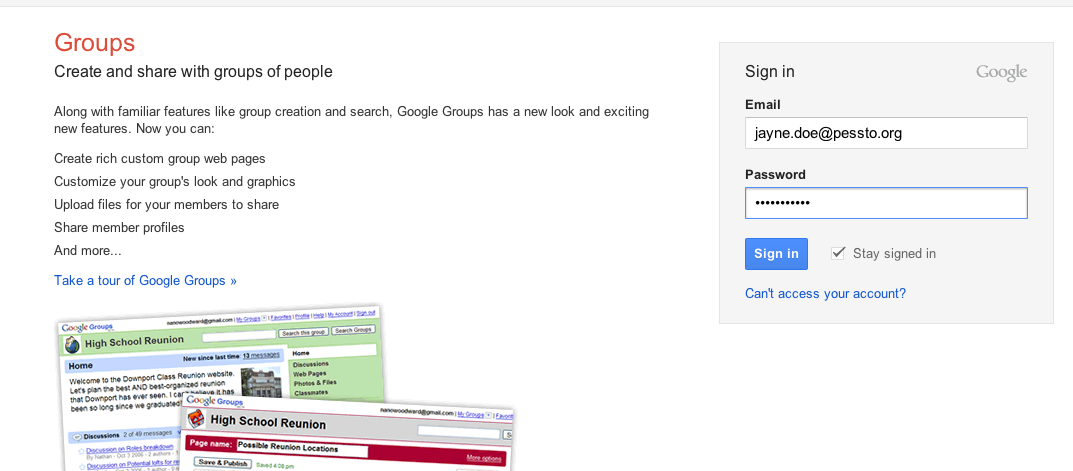 Groups
Create and share with groups of people
Along with familiar features like group creation and search, Google Groups has a new look and exciting
new features. Now you can:
Create rich custom group web pages
Customize your group's look and graphics
Upload files for your members to share
Share member profiles
And more...
Take a tour of Google Groups »
Sign in
Google
Email
jayne.doe@pessto.org
Password
•••••••••••
Sign in
Stay signed in
Can't access your account?
Google Groups
nanowoodward@gmail.com | My Groups | Favorites | Profile | Help | My Account | Sign out
High School Reunion
Search this group
Search Groups
Home
New since last time: 13 messages
Welcome to the Downport Class Reunion website.
Let's plan the best AND best-organized reunion
that Downport has ever seen. I can't believe it has
been so long since we graduated!
Home
Discussions
Web Pages
Photos & Files
Classmates
Discussions 2 of 49 messages
Discussion on Roles breakdown
By Nathan - Oct 3 2006 - 2 authors
Discussion on Potential lofts for
Google Groups
nanowoodward@gmail.com | My Groups | Favorites
High School Reunion
Page name: Possible Reunion Locations
More options
Save & Publish
Saved 4:08 pm